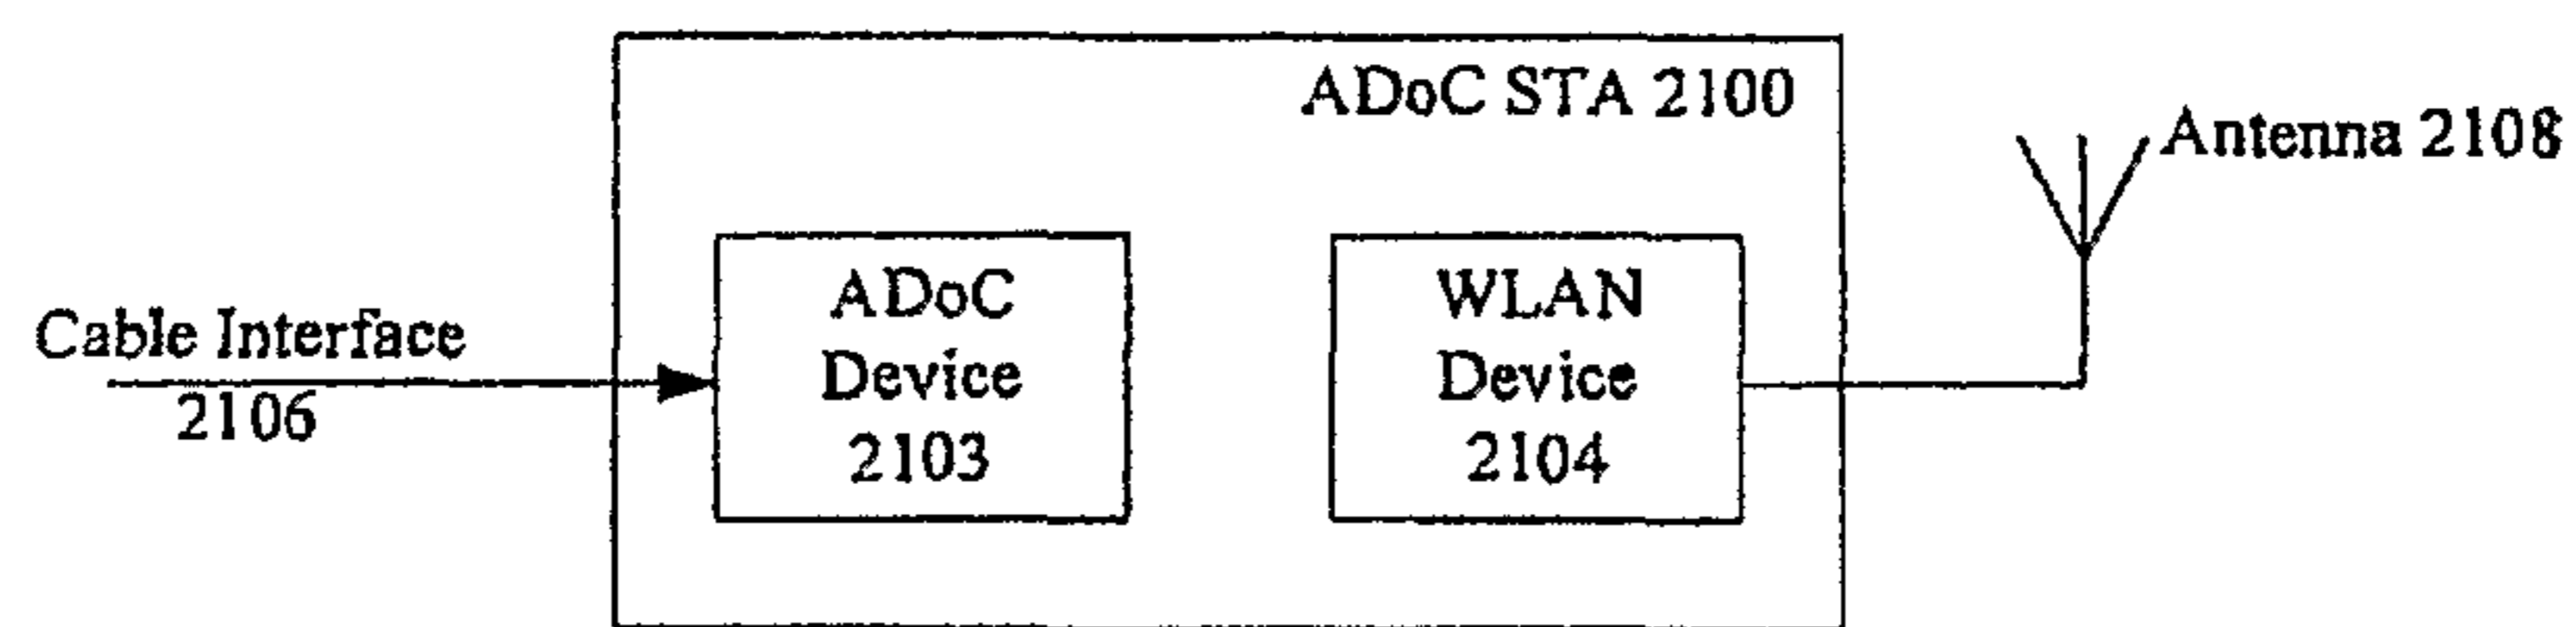 ADoC STA 2100
Antenna 2108
Cable Interface
2106
ADoC
Device
2103
WLAN
Device
2104